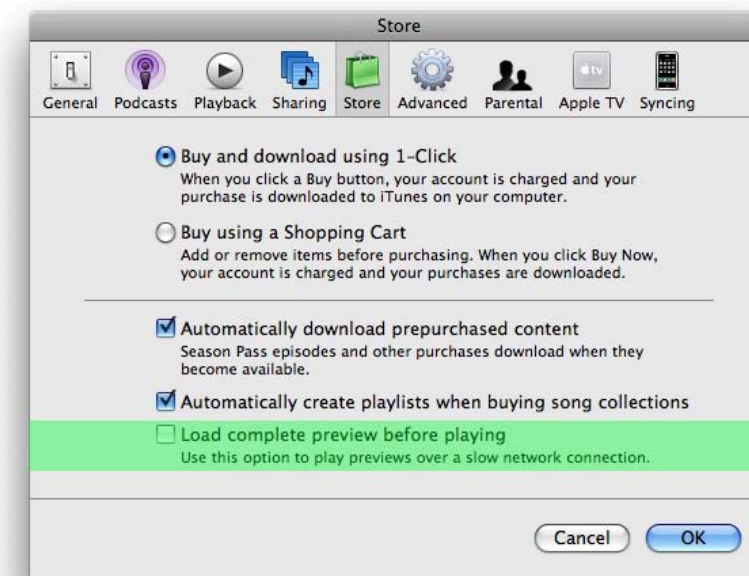 Store
General Podcasts Playback Sharing Store Advanced Parental Apple TV Syncing
Buy and download using 1-Click
When you click a Buy button, your account is charged and your
purchase is downloaded to iTunes on your computer.
Buy using a Shopping Cart
Add or remove items before purchasing. When you click Buy Now,
your account is charged and your purchases are downloaded.
Automatically download prepurchased content
Season Pass episodes and other purchases download when they
become available.
Automatically create playlists when buying song collections
Load complete preview before playing
Use this option to play previews over a slow network connection.
Cancel OK